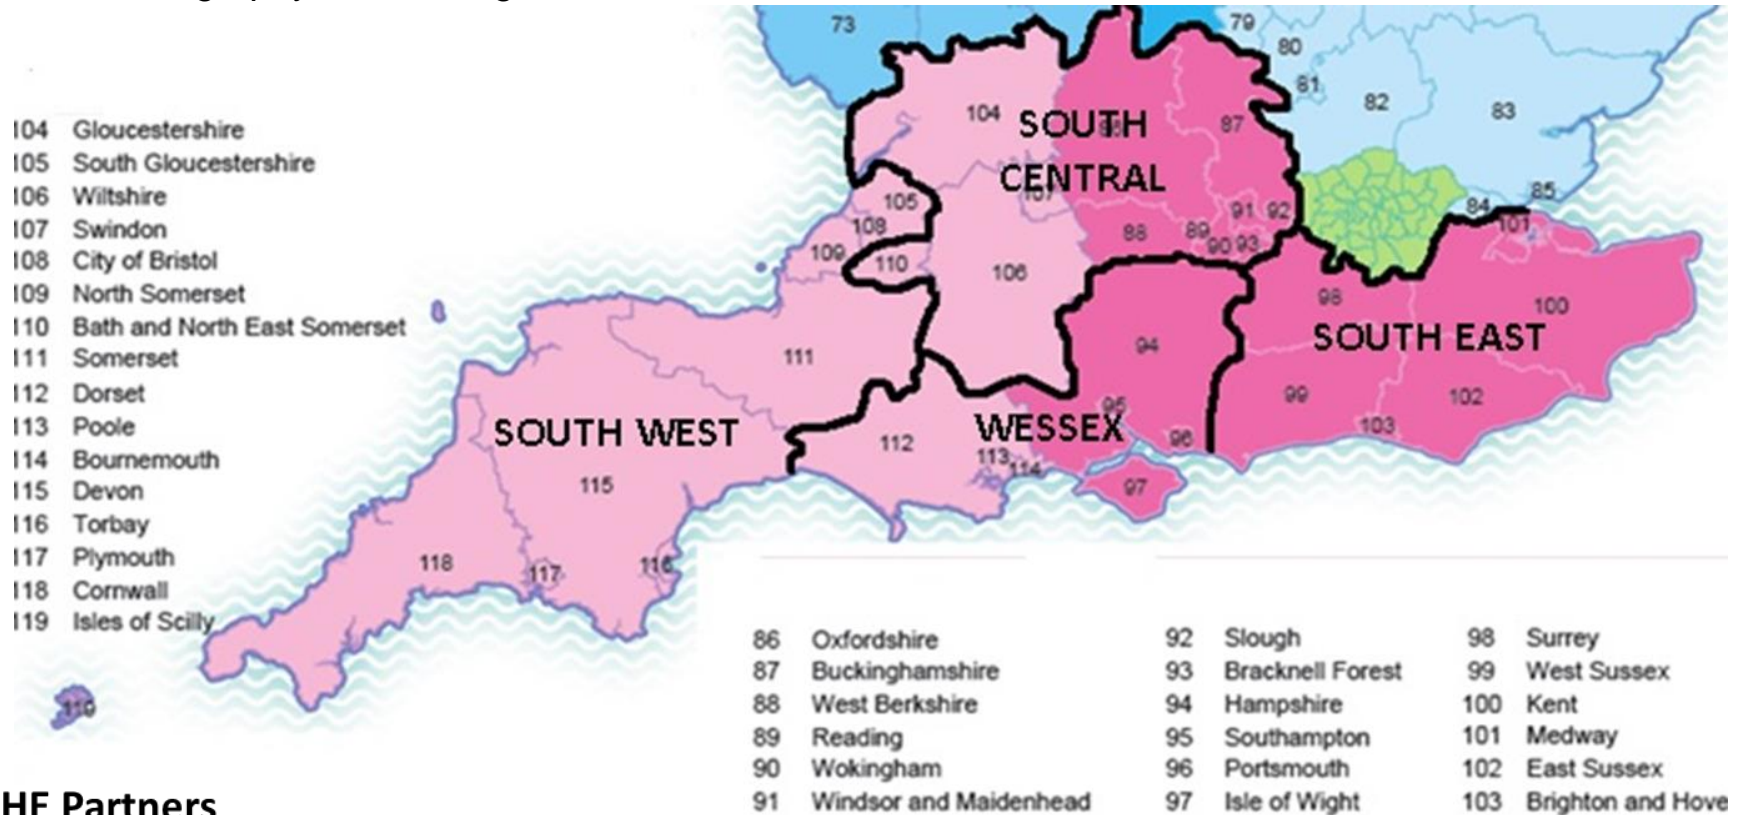 73
79
80
81
82
83
84
85
104
SOUTH
CENTRAL
86
87
107
105
108
109
110
106
88
89
90
91
92
93
101
98
100
SOUTH EAST
94
99
102
103
111
SOUTH WEST
WESSEX
95
96
112
113
114
97
115
116
117
118
119
104 Gloucestershire
105 South Gloucestershire
106 Wiltshire
107 Swindon
108 City of Bristol
109 North Somerset
110 Bath and North East Somerset
111 Somerset
112 Dorset
113 Poole
114 Bournemouth
115 Devon
116 Torbay
117 Plymouth
118 Cornwall
119 Isles of Scilly
86 Oxfordshire
87 Buckinghamshire
88 West Berkshire
89 Reading
90 Wokingham
91 Windsor and Maidenhead
92 Slough
93 Bracknell Forest
94 Hampshire
95 Southampton
96 Portsmouth
97 Isle of Wight
98 Surrey
99 West Sussex
100 Kent
101 Medway
102 East Sussex
103 Brighton and Hove
HE Partners